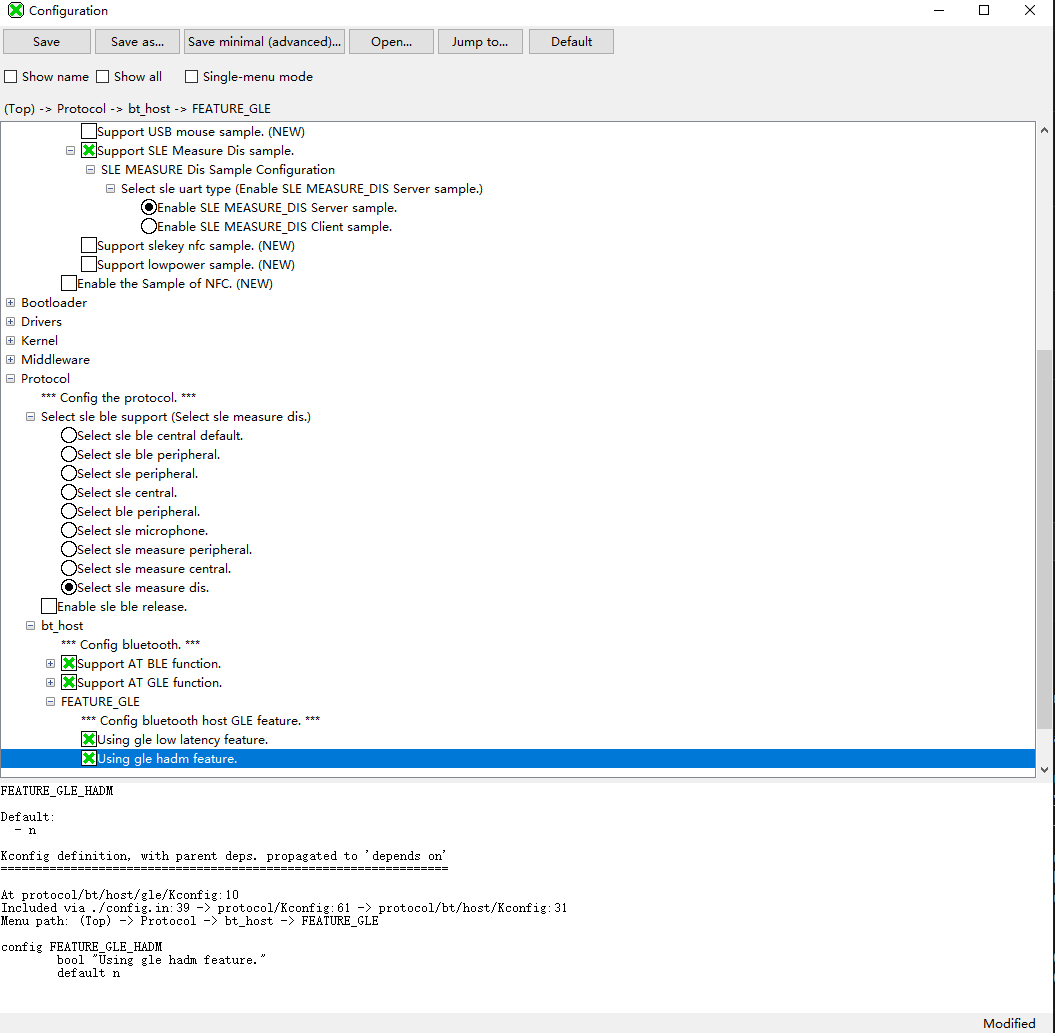 Configuration
Save Save as... Save minimal (advanced)... Open... Jump to... Default
Show name Show all Single-menu mode
(Top) -> Protocol -> bt_host -> FEATURE_GLE
Support USB mouse sample. (NEW)
Support SLE Measure Dis sample.
SLE MEASURE Dis Sample Configuration
Select sle uart type (Enable SLE MEASURE_DIS Server sample.)
Enable SLE MEASURE_DIS Server sample.
Enable SLE MEASURE_DIS Client sample.
Support slekey nfc sample. (NEW)
Support lowpower sample. (NEW)
Enable the Sample of NFC. (NEW)
Bootloader
Drivers
Kernel
Middleware
Protocol
*** Config the protocol. ***
Select sle ble support (Select sle measure dis.)
Select sle ble central default.
Select sle ble peripheral.
Select sle peripheral.
Select sle central.
Select ble peripheral.
Select sle microphone.
Select sle measure peripheral.
Select sle measure central.
Select sle measure dis.
Enable sle ble release.
bt_host
*** Config bluetooth. ***
Support AT BLE function.
Support AT GLE function.
FEATURE_GLE
*** Config bluetooth host GLE feature. ***
Using gle low latency feature.
Using gle hadm feature.
FEATURE_GLE_HADM
Default:
- n
Kconfig definition, with parent deps. propagated to 'depends on'
================================================================
At protocol/bt/host/gle/Kconfig:10
Included via ./config.in:39 -> protocol/Kconfig:61 -> protocol/bt/host/Kconfig:31
Menu path: (Top) -> Protocol -> bt_host -> FEATURE_GLE
config FEATURE_GLE_HADM
bool "Using gle hadm feature."
default n
Modified